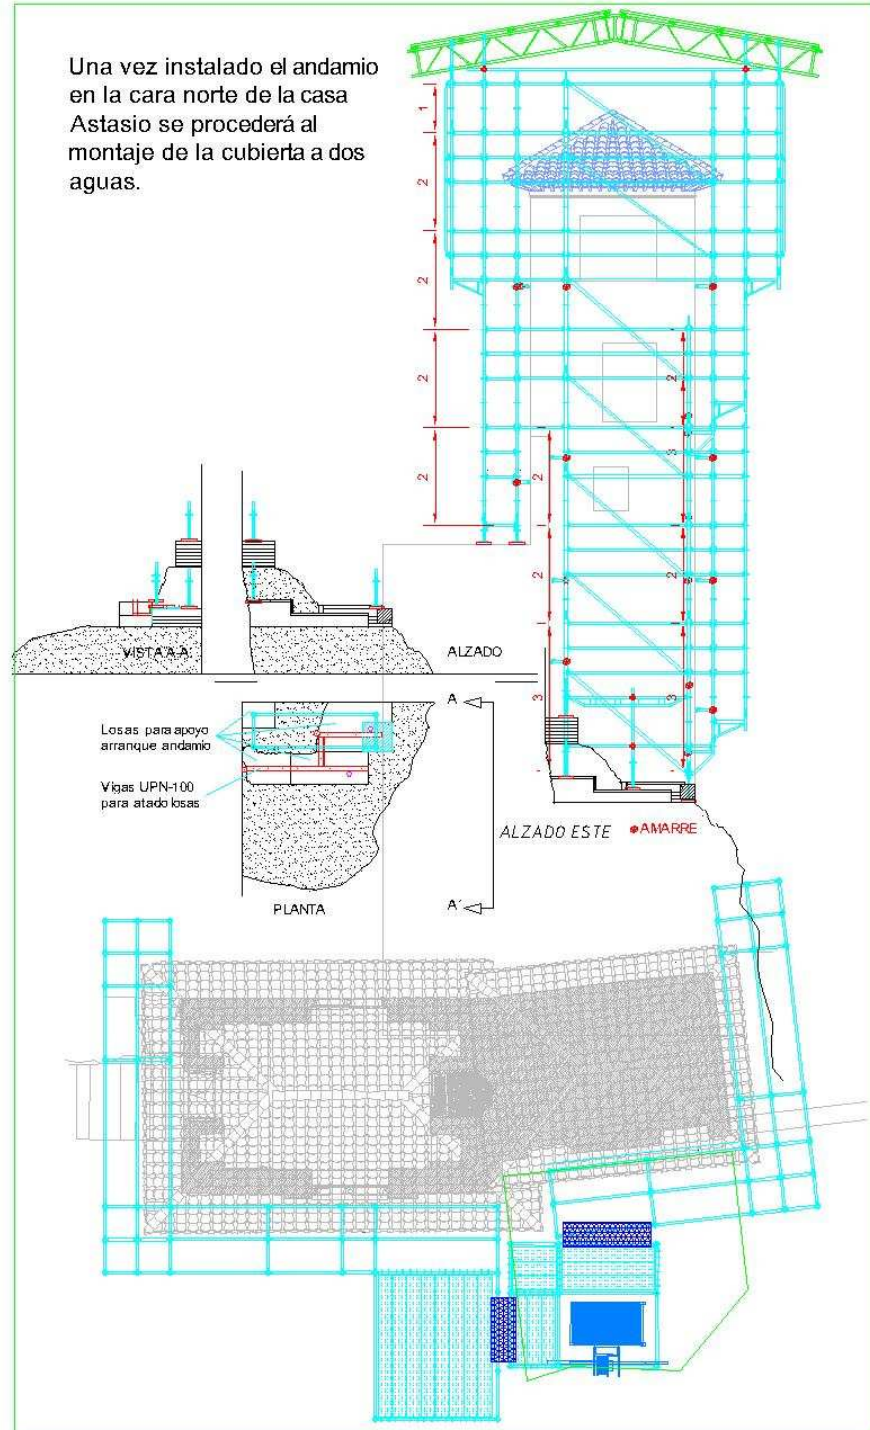 Una vez instalado el andamio
en la cara norte de la casa
Astasio se procederá al
montaje de la cubierta a dos
aguas.
1
2
2
2
2
2
2
3
2
3
2
3
VISTA A-A
ALZADO
Losas para apoyo
arranque andamio
Vigas UPN-100
para atado losas
A
A´
PLANTA
ALZADO ESTE
AMARRE